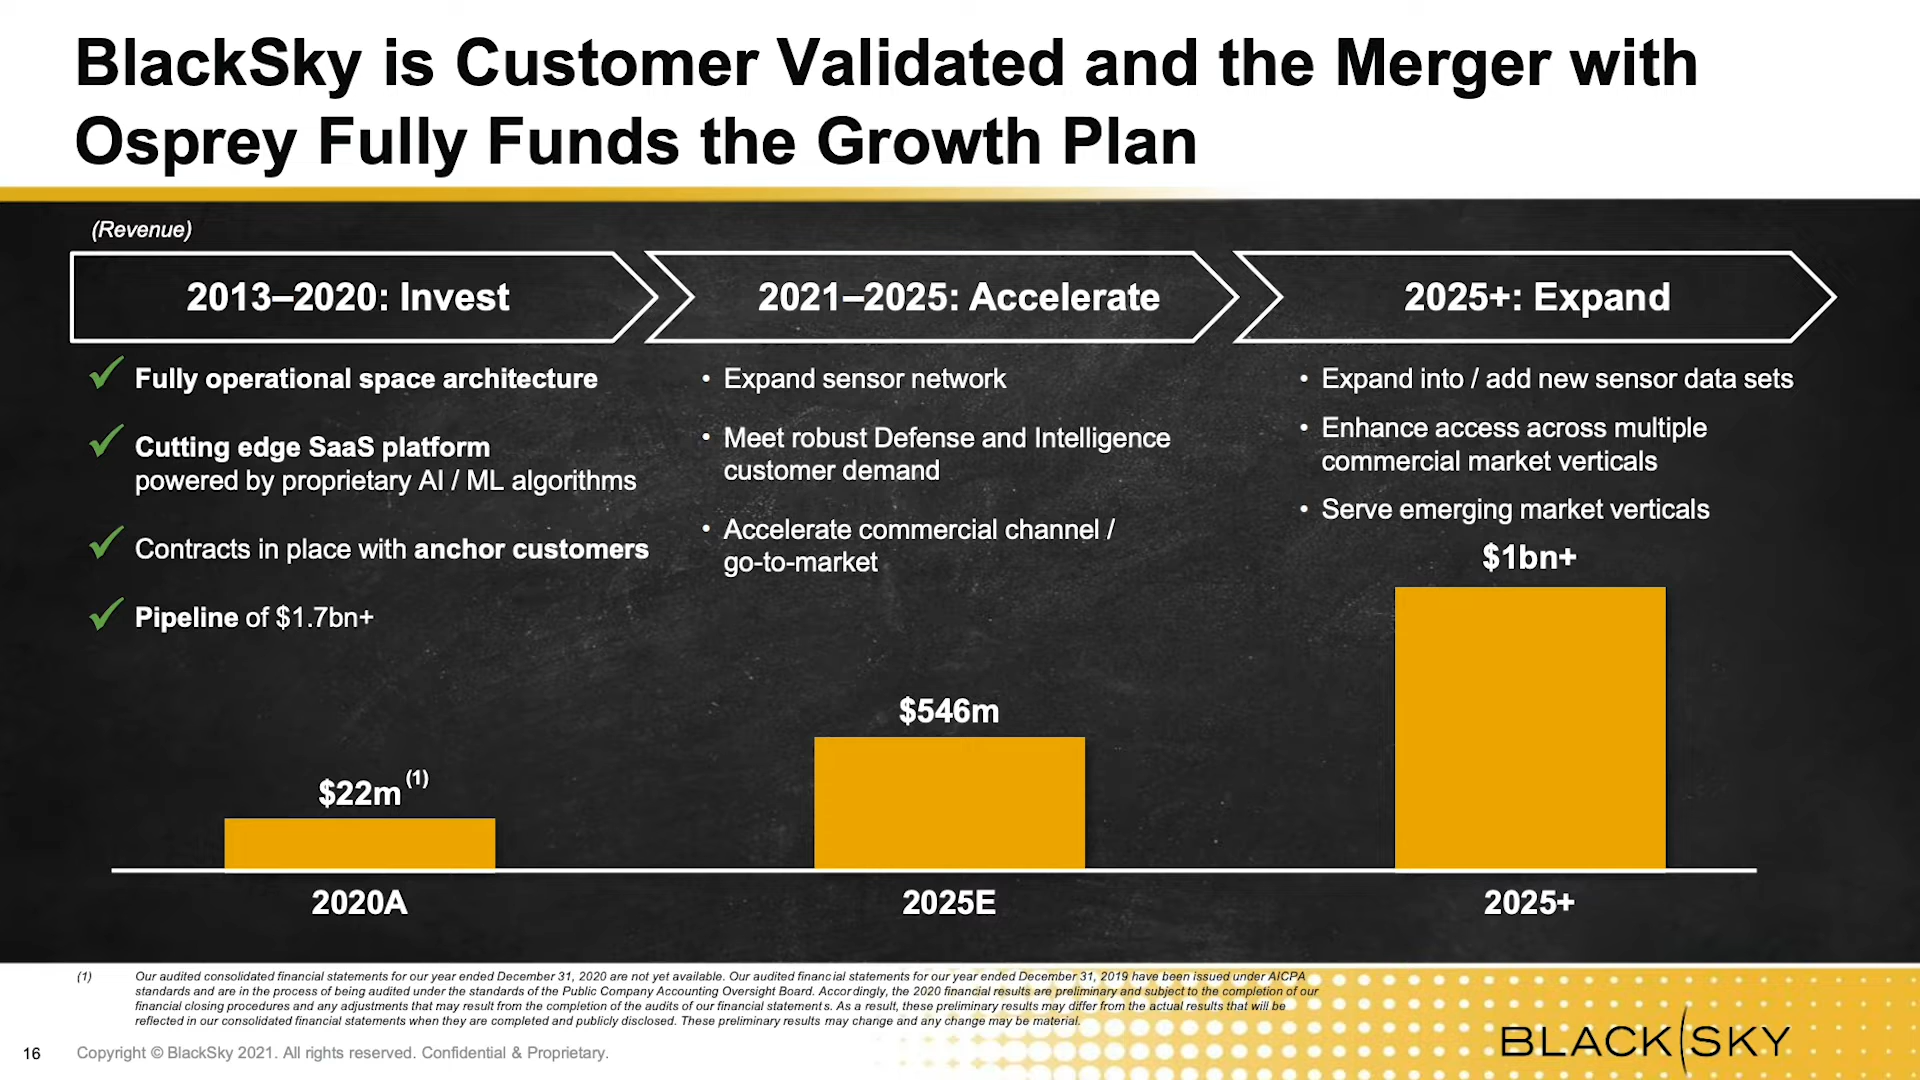 BlackSky is Customer Validated and the Merger with
Osprey Fully Funds the Growth Plan
(Revenue)
2013–2020: Invest
2021–2025: Accelerate
2025+: Expand
Fully operational space architecture
Cutting edge SaaS platform
powered by proprietary AI / ML algorithms
Contracts in place with anchor customers
Pipeline of $1.7bn+
• Expand sensor network
• Meet robust Defense and Intelligence
customer demand
• Accelerate commercial channel /
go-to-market
• Expand into / add new sensor data sets
• Enhance access across multiple
commercial market verticals
• Serve emerging market verticals
$22m (1)
$546m
$1bn+
2020A
2025E
2025+
(1) Our audited consolidated financial statements for our year ended December 31, 2020 are not yet available. Our audited financial statements for our year ended December 31, 2019 have been issued under AICPA
standards and are in the process of being audited under the standards of the Public Company Accounting Oversight Board. Accordingly, the 2020 financial results are preliminary and subject to the completion of our
financial closing procedures and any adjustments that may result from the completion of the audits of our financial statements. As a result, these preliminary results may differ from the actual results that will be
reflected in our consolidated financial statements when they are completed and publicly disclosed. These preliminary results may change and any change may be material.
16 Copyright © BlackSky 2021. All rights reserved. Confidential & Proprietary.
BLACKSKY